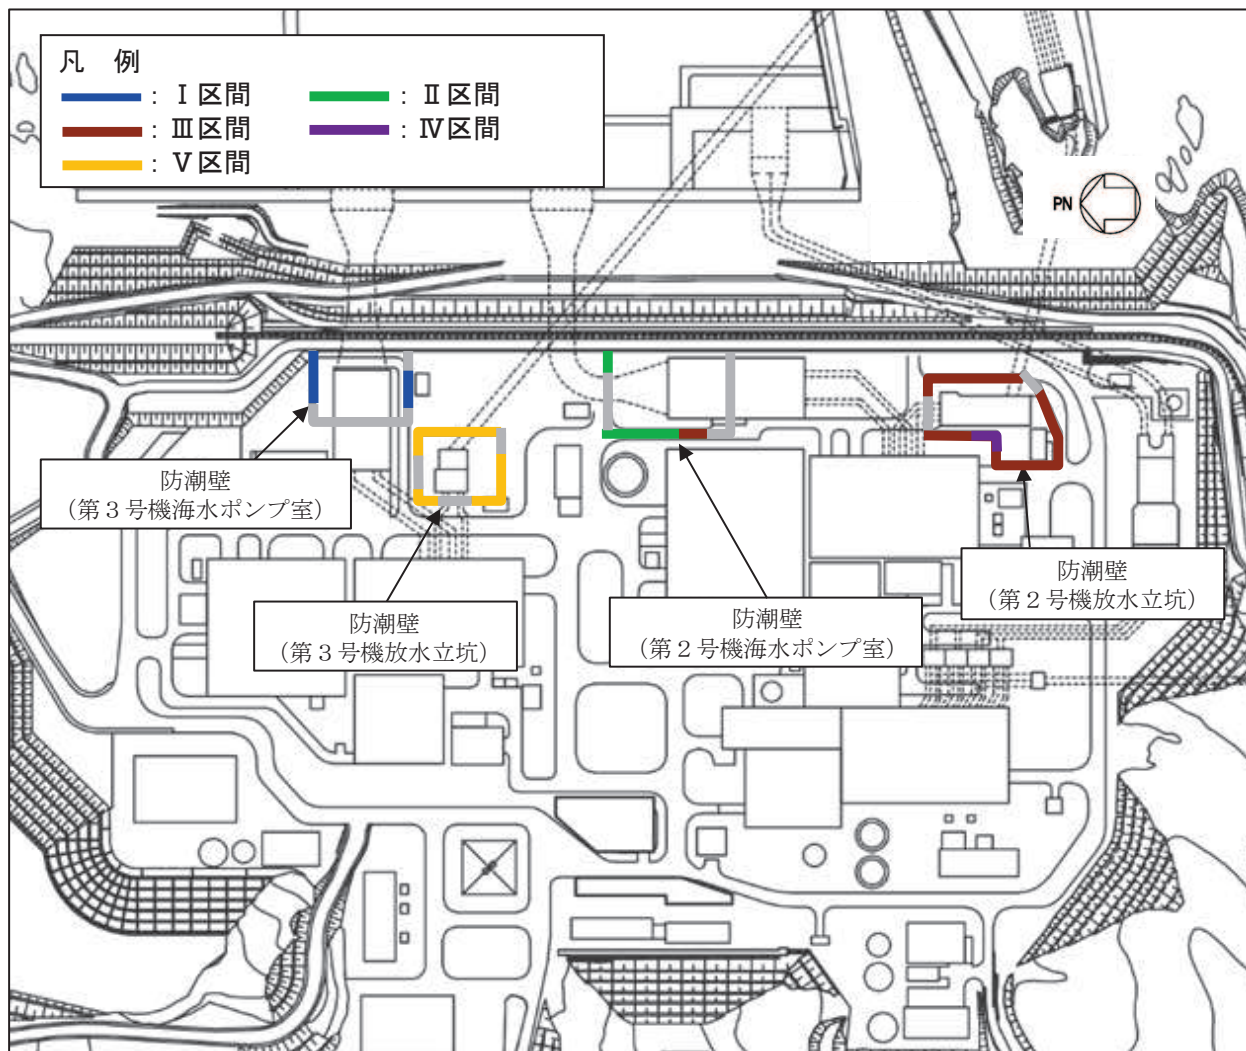 凡　例
： Ⅰ区間
： Ⅱ区間
： Ⅲ区間
： Ⅳ区間
： Ⅴ区間
PN
防潮壁
（第３号機海水ポンプ室）
防潮壁
（第３号機放水立坑）
防潮壁
（第２号機海水ポンプ室）
防潮壁
（第２号機放水立坑）